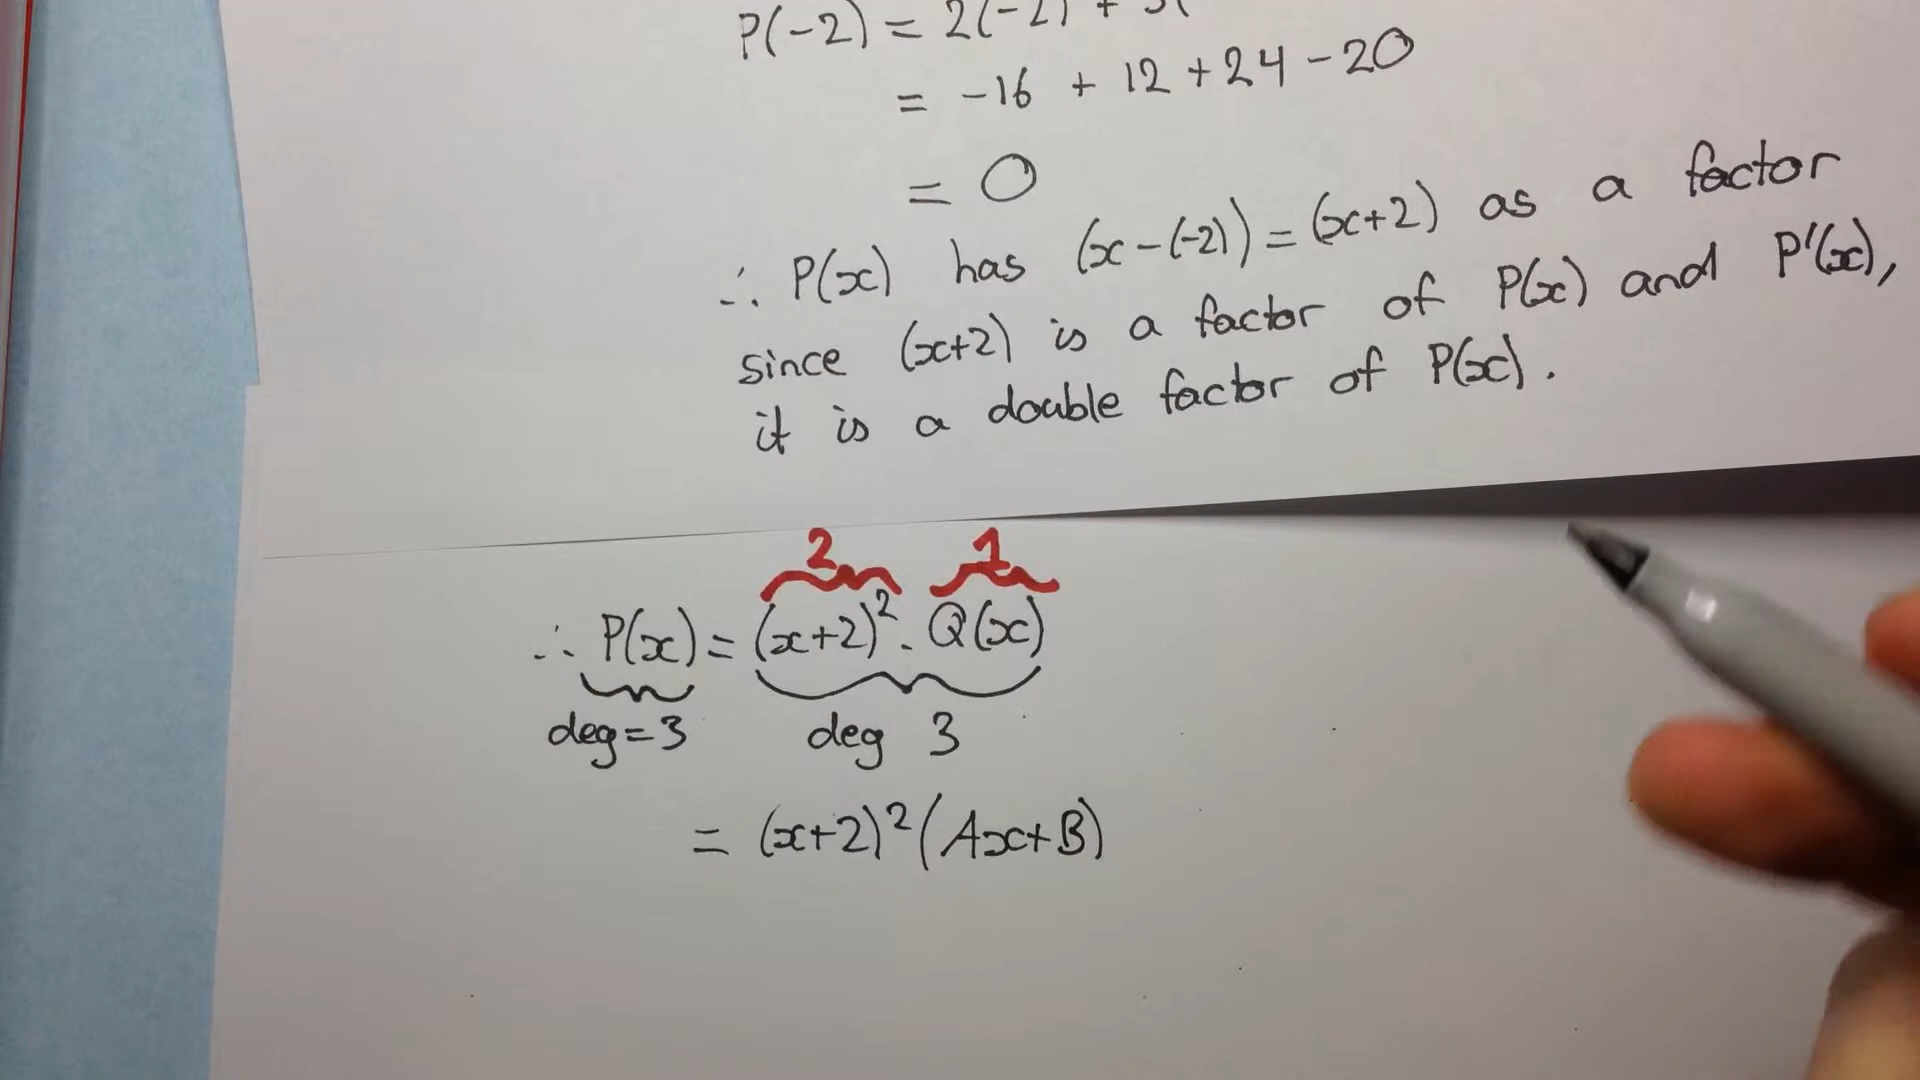 P(-2) = 2(-2) + 3(
= -16 + 12 + 24 - 20
= 0
∴ P(x) has (x-(-2)) = (x+2) as a factor
since (x+2) is a factor of P(x) and P'(x),
it is a double factor of P(x).
2 1
∴ P(x) = (x+2)² . Q(x)
deg = 3 deg 3
= (x+2)² (Ax+B)